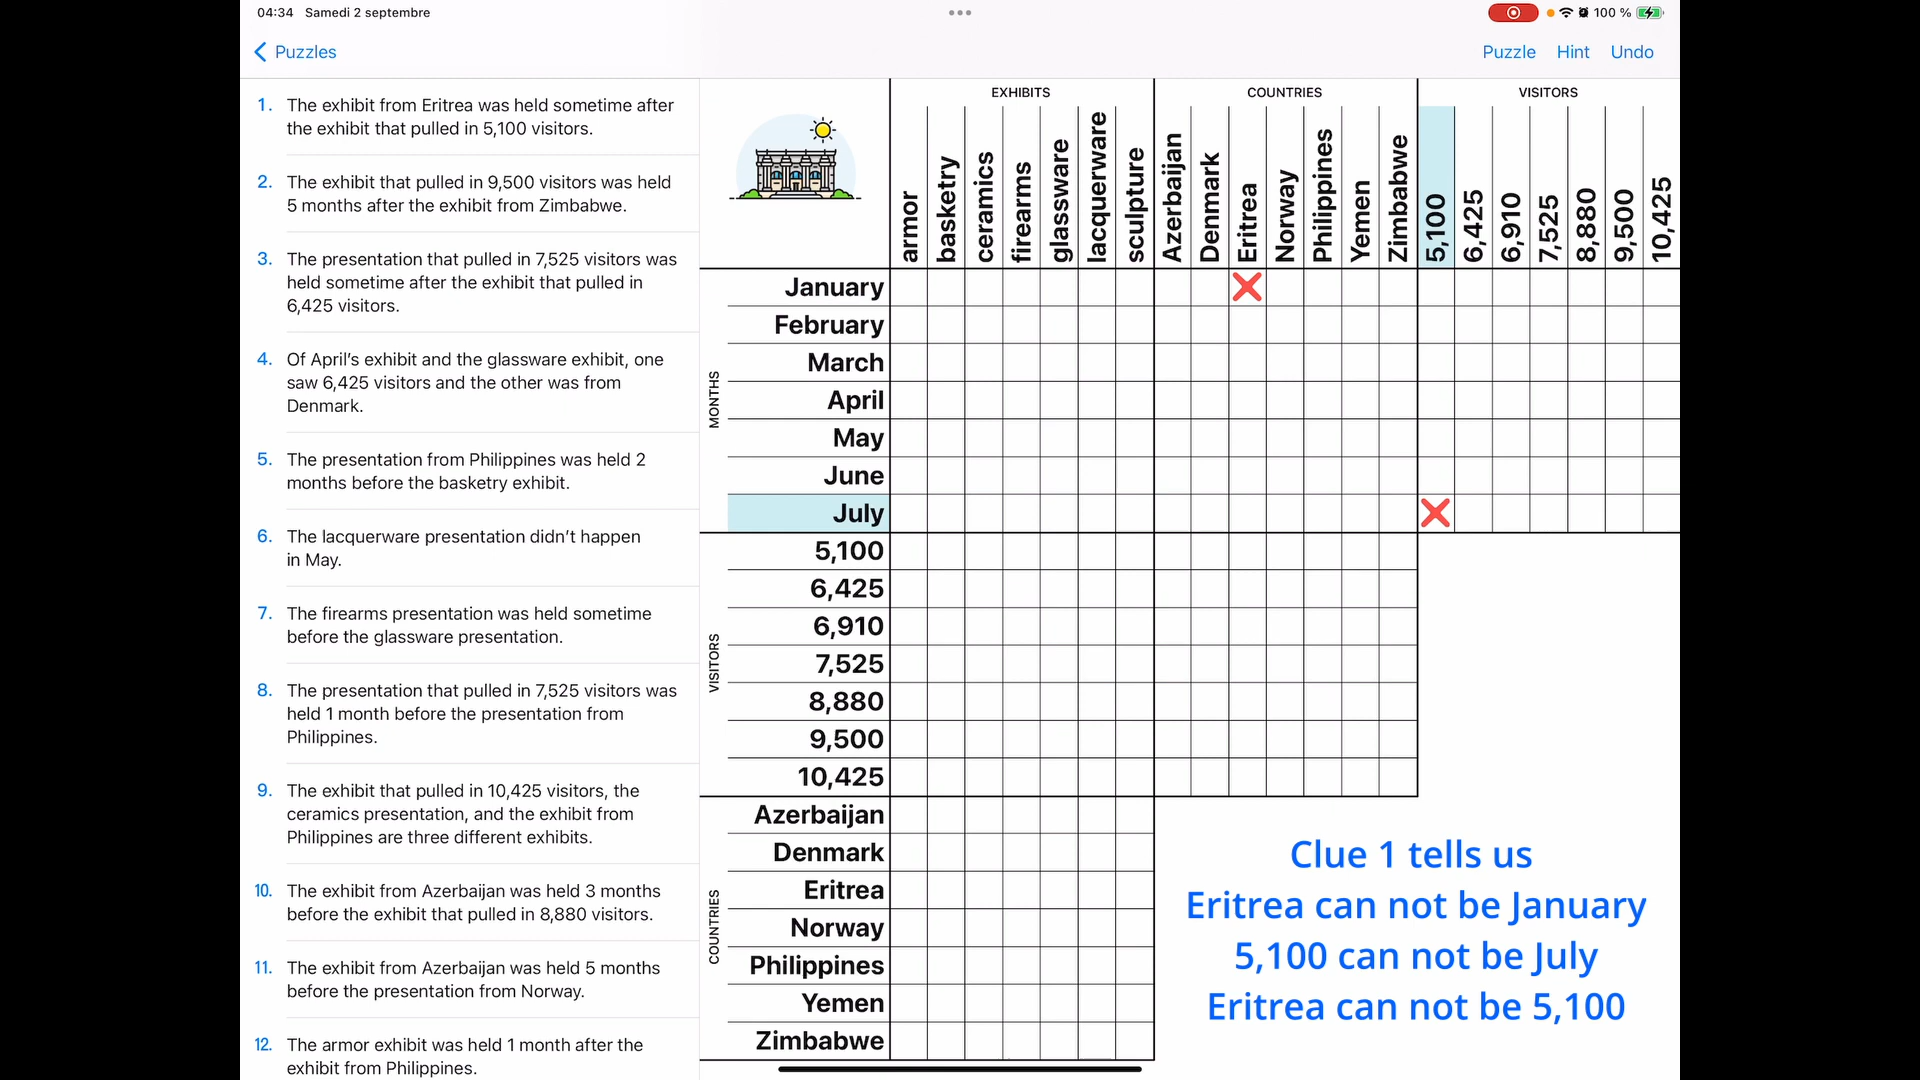 04:34 Samedi 2 septembre
100 %
Puzzles
Puzzle Hint Undo
1. The exhibit from Eritrea was held sometime after
the exhibit that pulled in 5,100 visitors.
2. The exhibit that pulled in 9,500 visitors was held
5 months after the exhibit from Zimbabwe.
3. The presentation that pulled in 7,525 visitors was
held sometime after the exhibit that pulled in
6,425 visitors.
4. Of April’s exhibit and the glassware exhibit, one
saw 6,425 visitors and the other was from
Denmark.
5. The presentation from Philippines was held 2
months before the basketry exhibit.
6. The lacquerware presentation didn’t happen
in May.
7. The firearms presentation was held sometime
before the glassware presentation.
8. The presentation that pulled in 7,525 visitors was
held 1 month before the presentation from
Philippines.
9. The exhibit that pulled in 10,425 visitors, the
ceramics presentation, and the exhibit from
Philippines are three different exhibits.
10. The exhibit from Azerbaijan was held 3 months
before the exhibit that pulled in 8,880 visitors.
11. The exhibit from Azerbaijan was held 5 months
before the presentation from Norway.
12. The armor exhibit was held 1 month after the
exhibit from Philippines.
EXHIBITS
COUNTRIES
VISITORS
armor
basketry
ceramics
firearms
glassware
lacquerware
sculpture
Azerbaijan
Denmark
Eritrea
Norway
Philippines
Yemen
Zimbabwe
5,100
6,425
6,910
7,525
8,880
9,500
10,425
MONTHS
January
February
March
April
May
June
July
VISITORS
5,100
6,425
6,910
7,525
8,880
9,500
10,425
COUNTRIES
Azerbaijan
Denmark
Eritrea
Norway
Philippines
Yemen
Zimbabwe
Clue 1 tells us
Eritrea can not be January
5,100 can not be July
Eritrea can not be 5,100